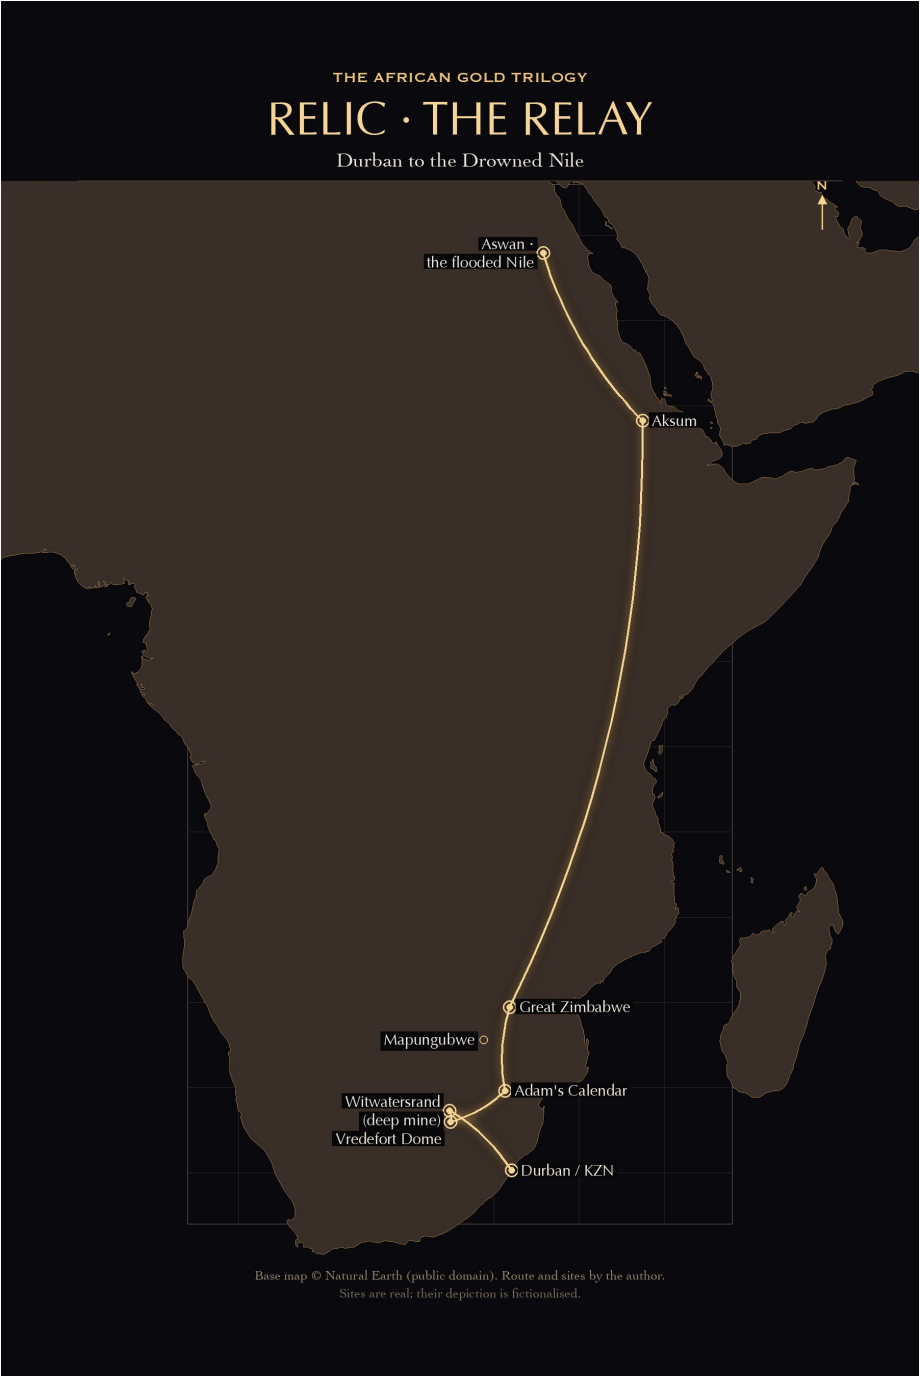 THE AFRICAN GOLD TRILOGY
RELIC · THE RELAY
Durban to the Drowned Nile
N
Aswan ·
the flooded Nile
Aksum
Great Zimbabwe
Mapungubwe
Adam's Calendar
Witwatersrand
(deep mine)
Vredefort Dome
Durban / KZN
Base map © Natural Earth (public domain). Route and sites by the author.
Sites are real; their depiction is fictionalised.